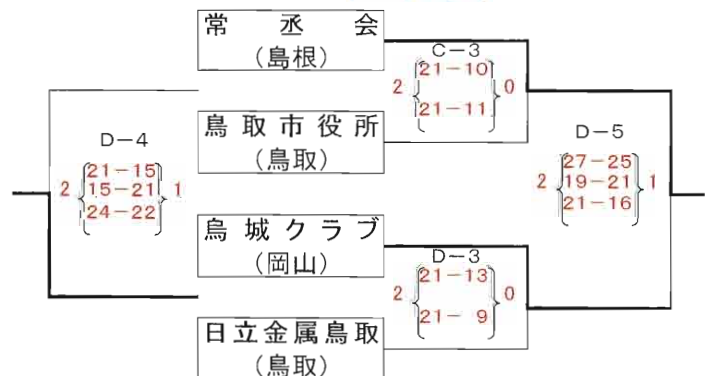 常丞会
(島根)
C-3
2 21-10 0
21-11
鳥取市役所
(鳥取)
D-4
21-15
2 15-21 1
24-22
D-5
27-25
2 19-21 1
21-16
烏城クラブ
(岡山)
D-3
2 21-13 0
21- 9
日立金属鳥取
(鳥取)